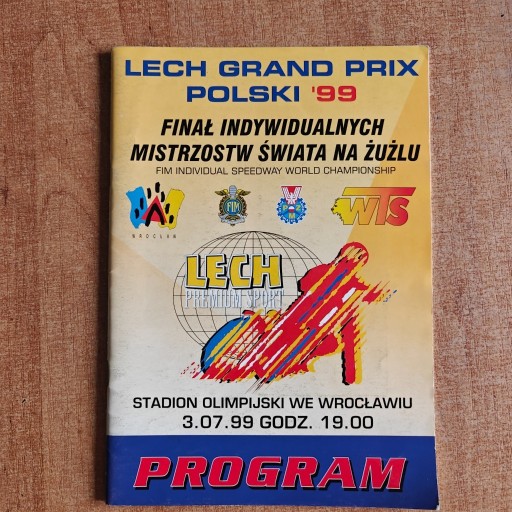 LECH GRAND PRIX
POLSKI '99
FINAŁ INDYWIDUALNYCH
MISTRZOSTW ŚWIATA NA ŻUŻLU
FIM INDIVIDUAL SPEEDWAY WORLD CHAMPIONSHIP
WROCŁAW
FIM
PZM
WTS
LECH
PREMIUM SPORT
STADION OLIMPIJSKI WE WROCŁAWIU
3.07.99 GODZ. 19.00
PROGRAM